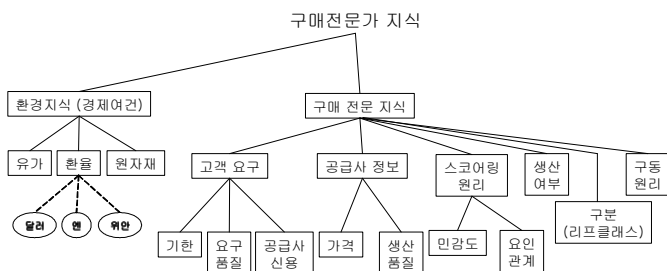 구매전문가 지식
환경지식 (경제여건)
구매 전문 지식
유가
환율
원자재
고객 요구
공급사 정보
스코어링
원리
생산
여부
구동
원리
구분
(리프클래스)
달러
엔
위안
기한
요구
품질
공급사
신용
가격
생산
품질
민감도
요인
관계